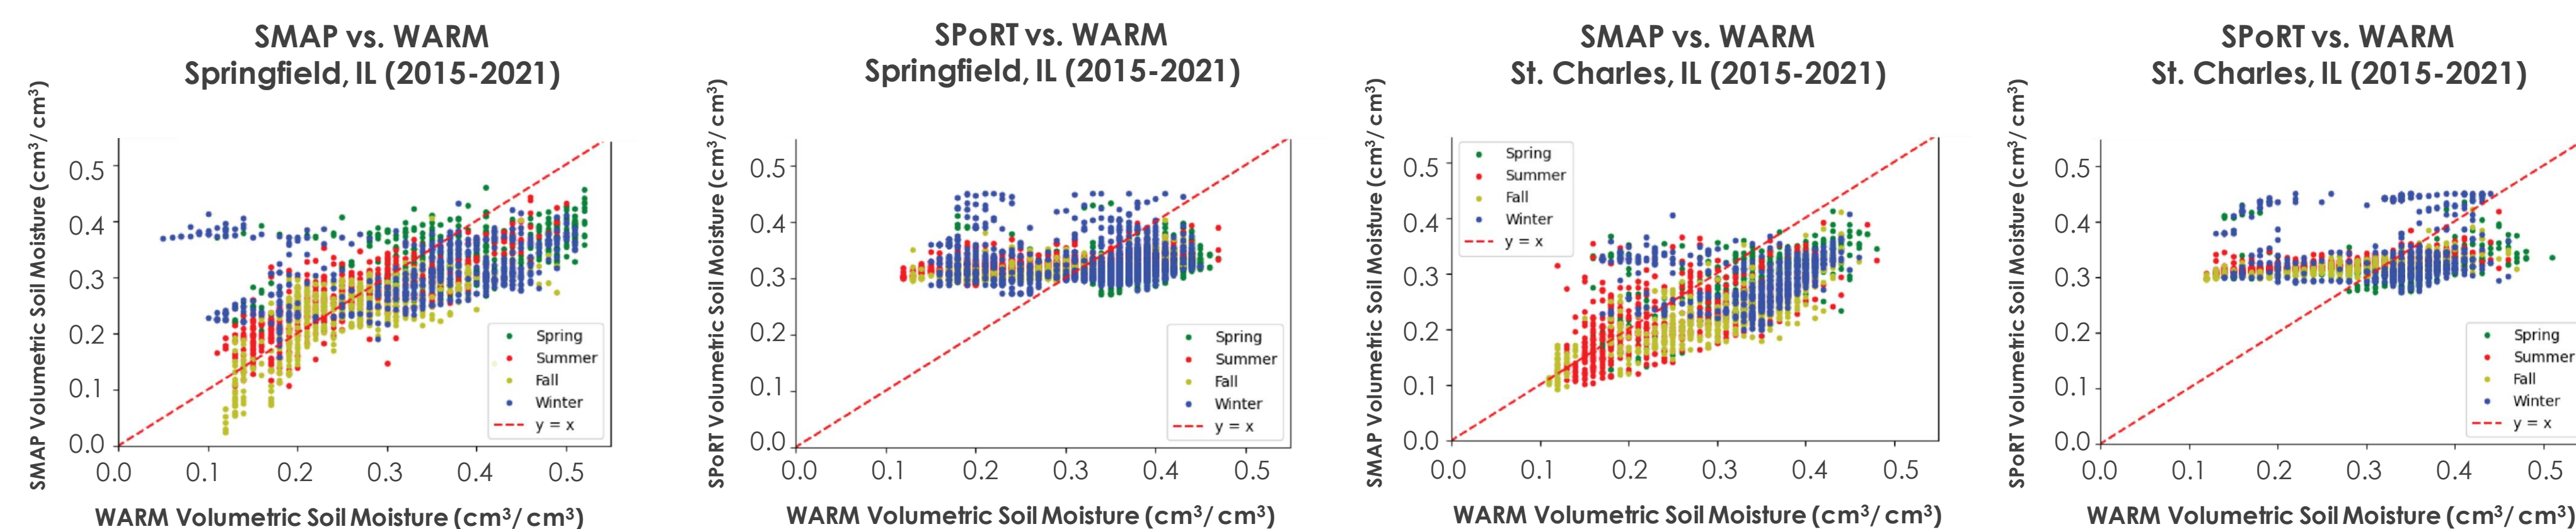 SMAP vs. WARM
Springfield, IL (2015-2021)
SMAP Volumetric Soil Moisture (cm³/ cm³)
0.5
0.4
0.3
0.2
0.1
0.0
Spring
Summer
Fall
Winter
y = x
0.0 0.1 0.2 0.3 0.4 0.5
WARM Volumetric Soil Moisture (cm³/ cm³)
SPoRT vs. WARM
Springfield, IL (2015-2021)
SPoRT Volumetric Soil Moisture (cm³/ cm³)
0.5
0.4
0.3
0.2
0.1
0.0
Spring
Summer
Fall
Winter
y = x
0.0 0.1 0.2 0.3 0.4 0.5
WARM Volumetric Soil Moisture (cm³/ cm³)
SMAP vs. WARM
St. Charles, IL (2015-2021)
SMAP Volumetric Soil Moisture (cm³/ cm³)
0.5
0.4
0.3
0.2
0.1
0.0
Spring
Summer
Fall
Winter
y = x
0.0 0.1 0.2 0.3 0.4 0.5
WARM Volumetric Soil Moisture (cm³/ cm³)
SPoRT vs. WARM
St. Charles, IL (2015-2021)
SPoRT Volumetric Soil Moisture (cm³/ cm³)
0.5
0.4
0.3
0.2
0.1
0.0
Spring
Summer
Fall
Winter
y = x
0.0 0.1 0.2 0.3 0.4 0.5
WARM Volumetric Soil Moisture (cm³/ cm³)